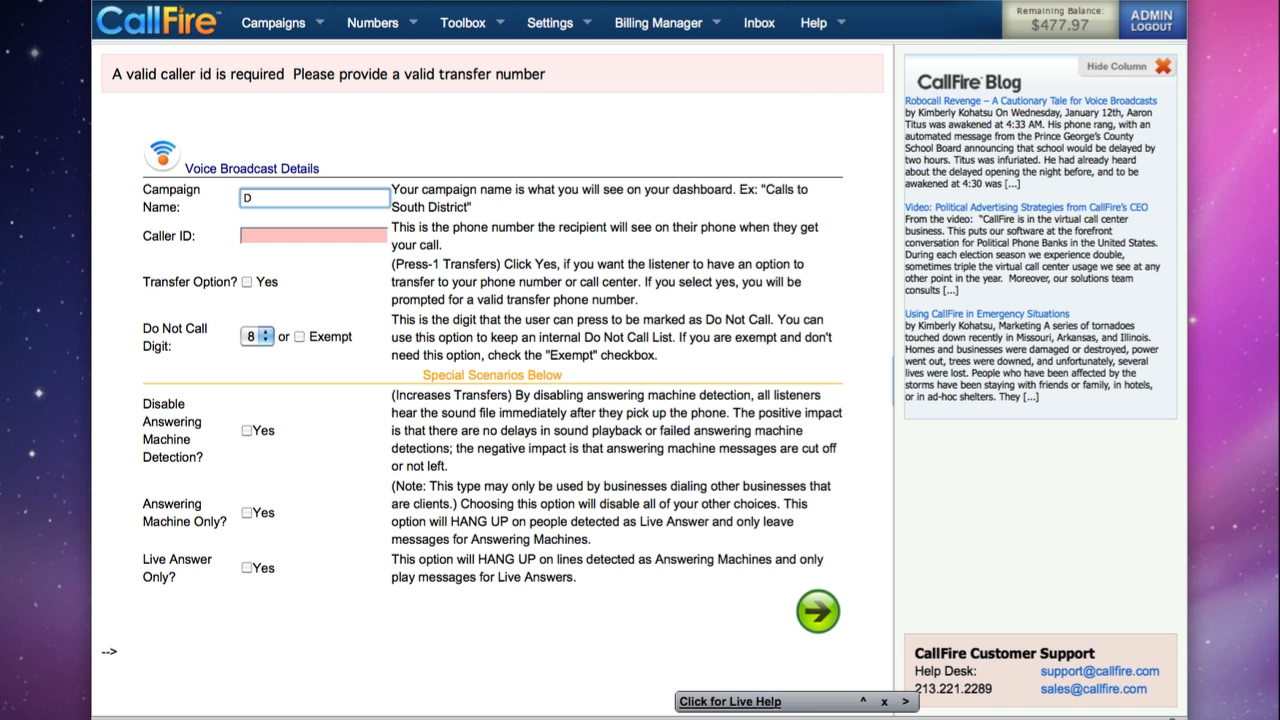 CallFire™
Campaigns Numbers Toolbox Settings Billing Manager Inbox Help
Remaining Balance:
$477.97
ADMIN
LOGOUT
A valid caller id is required Please provide a valid transfer number
Voice Broadcast Details
Campaign
Name:
D
Your campaign name is what you will see on your dashboard. Ex: "Calls to
South District"
Caller ID:
This is the phone number the recipient will see on their phone when they get
your call.
Transfer Option? Yes
(Press-1 Transfers) Click Yes, if you want the listener to have an option to
transfer to your phone number or call center. If you select yes, you will be
prompted for a valid transfer phone number.
Do Not Call
Digit:
8 or Exempt
This is the digit that the user can press to be marked as Do Not Call. You can
use this option to keep an internal Do Not Call List. If you are exempt and don't
need this option, check the "Exempt" checkbox.
Special Scenarios Below
Disable
Answering
Machine
Detection?
Yes
(Increases Transfers) By disabling answering machine detection, all listeners
hear the sound file immediately after they pick up the phone. The positive impact
is that there are no delays in sound playback or failed answering machine
detections; the negative impact is that answering machine messages are cut off
or not left.
Answering
Machine Only?
Yes
(Note: This type may only be used by businesses dialing other businesses that
are clients.) Choosing this option will disable all of your other choices. This
option will HANG UP on people detected as Live Answer and only leave
messages for Answering Machines.
Live Answer
Only?
Yes
This option will HANG UP on lines detected as Answering Machines and only
play messages for Live Answers.
-->
Hide Column
CallFire Blog
Robocall Revenge – A Cautionary Tale for Voice Broadcasts
by Kimberly Kohatsu On Wednesday, January 12th, Aaron
Titus was awakened at 4:33 AM. His phone rang, with an
automated message from the Prince George's County
School Board announcing that school would be delayed by
two hours. Titus was infuriated. He had already heard
about the delayed opening the night before, and to be
awakened at 4:30 was [...]
Video: Political Advertising Strategies from CallFire's CEO
From the video: "CallFire is in the virtual call center
business. This puts our software at the forefront
conversation for Political Phone Banks in the United States.
During each election season we experience double,
sometimes triple the virtual call center usage we see at any
other point in the year. Moreover, our solutions team
consults [...]
Using CallFire in Emergency Situations
by Kimberly Kohatsu, Marketing A series of tornadoes
touched down recently in Missouri, Arkansas, and Illinois.
Homes and businesses were damaged or destroyed, power
went out, trees were downed, and unfortunately, several
lives were lost. People who have been affected by the
storms have been staying with friends or family, in hotels,
or in ad-hoc shelters. They [...]
CallFire Customer Support
Help Desk: support@callfire.com
213.221.2289 sales@callfire.com
Click for Live Help ^ x >